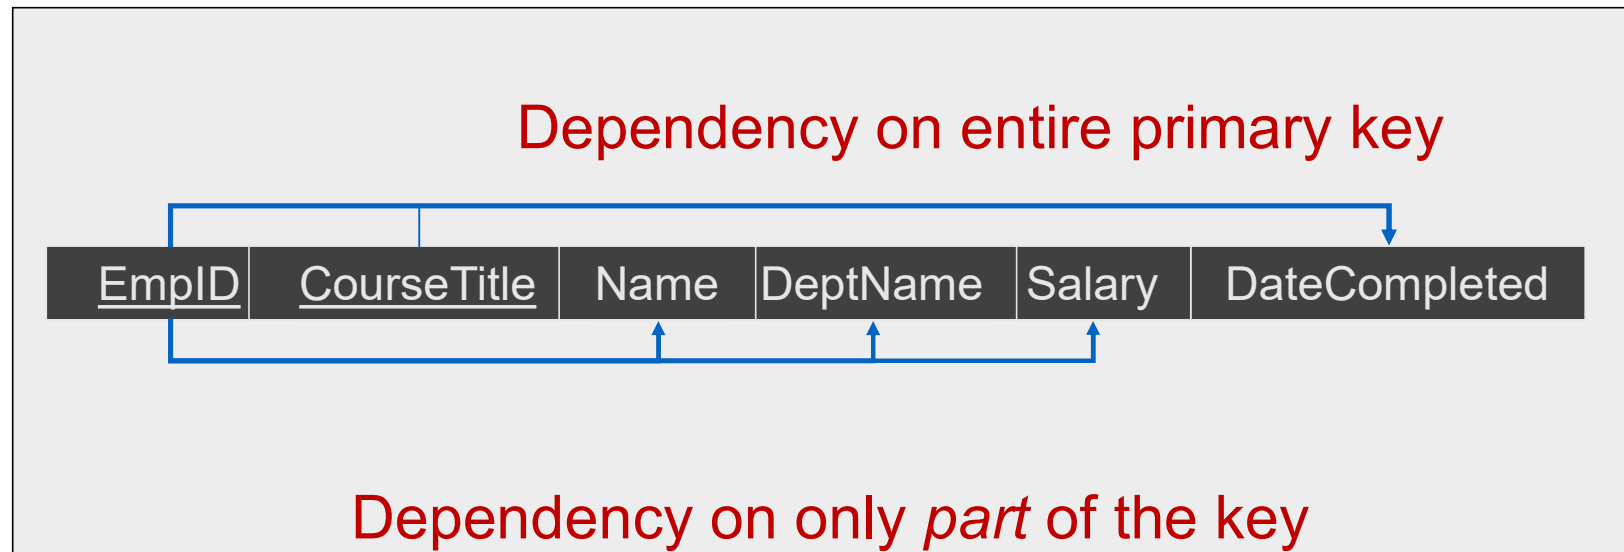 Dependency on entire primary key
EmpID CourseTitle Name DeptName Salary DateCompleted
Dependency on only part of the key